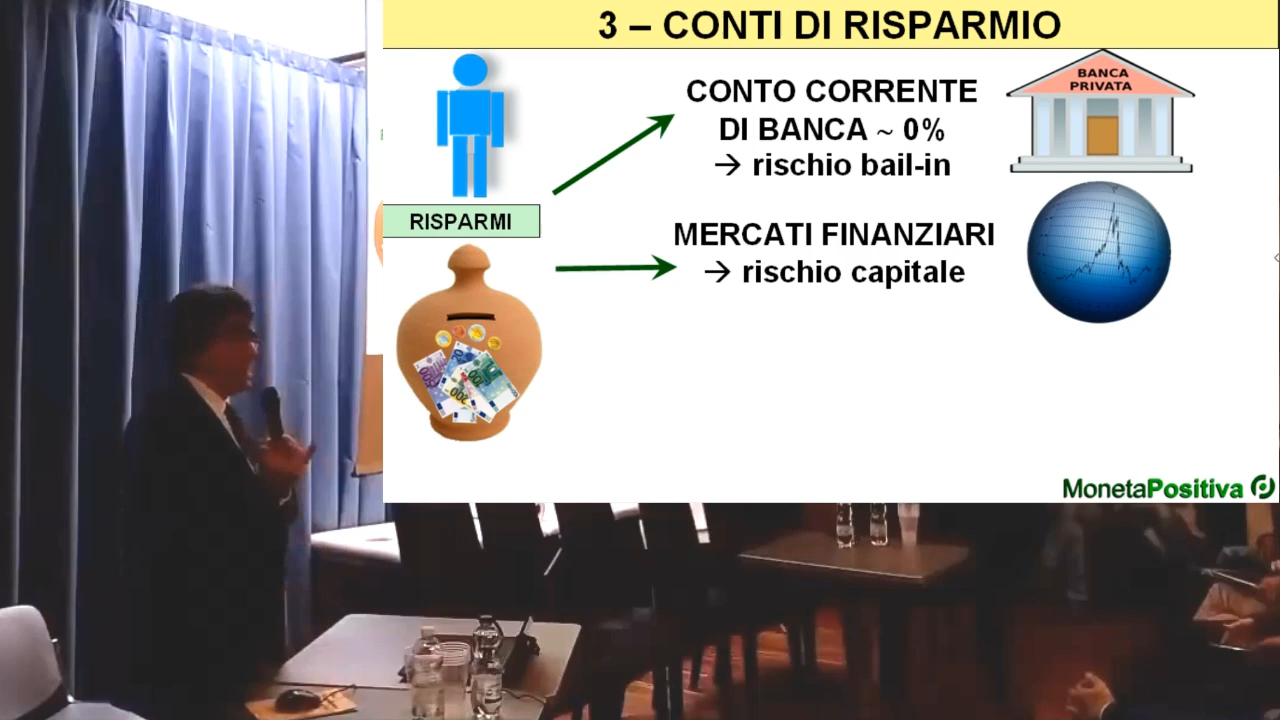 3 – CONTI DI RISPARMIO
BANCA
PRIVATA
CONTO CORRENTE
DI BANCA ~ 0%
→ rischio bail-in
RISPARMI
MERCATI FINANZIARI
→ rischio capitale
MonetaPositiva